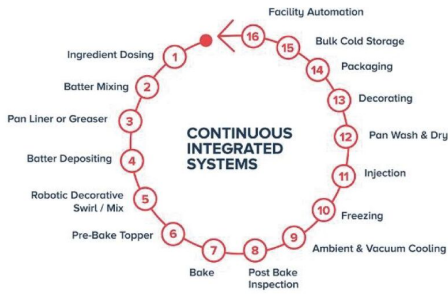 CONTINUOUS
INTEGRATED
SYSTEMS
1
Ingredient Dosing
2
Batter Mixing
3
Pan Liner or Greaser
4
Batter Depositing
5
Robotic Decorative
Swirl / Mix
6
Pre-Bake Topper
7
Bake
8
Post Bake
Inspection
9
Ambient & Vacuum Cooling
10
Freezing
11
Injection
12
Pan Wash & Dry
13
Decorating
14
Packaging
15
Bulk Cold Storage
16
Facility Automation